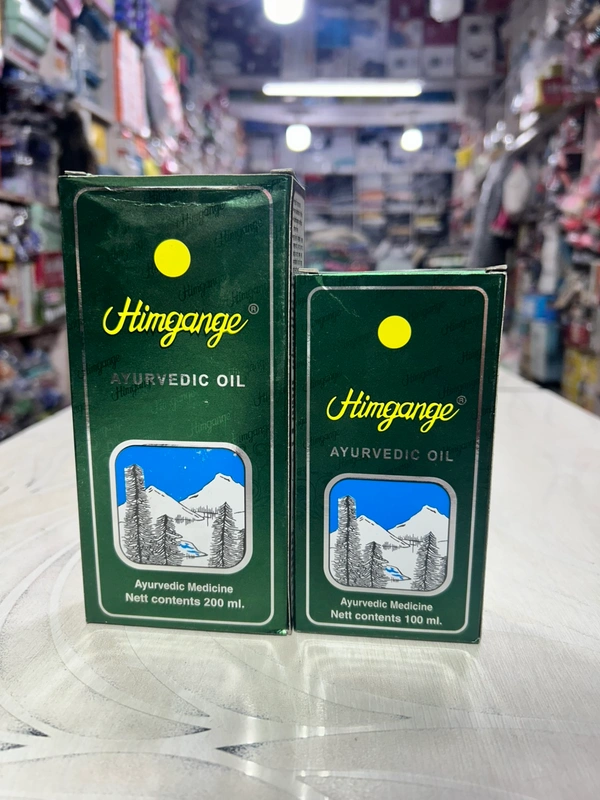 Himgange®
AYURVEDIC OIL
Ayurvedic Medicine
Nett contents 200 ml.
Himgange®
AYURVEDIC OIL
Ayurvedic Medicine
Nett contents 100 ml.